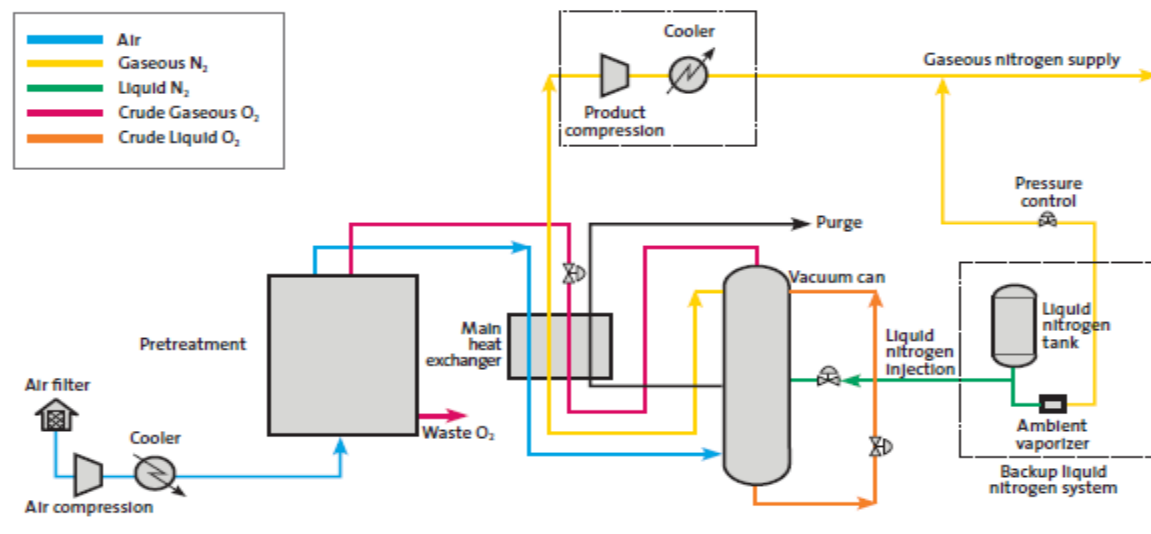 Air
Gaseous N₂
Liquid N₂
Crude Gaseous O₂
Crude Liquid O₂
Cooler
Product
compression
Gaseous nitrogen supply
Pressure
control
Purge
Vacuum can
Pretreatment
Main
heat
exchanger
Liquid
nitrogen
injection
Liquid
nitrogen
tank
Air filter
Cooler
Waste O₂
Air compression
Ambient
vaporizer
Backup liquid
nitrogen system